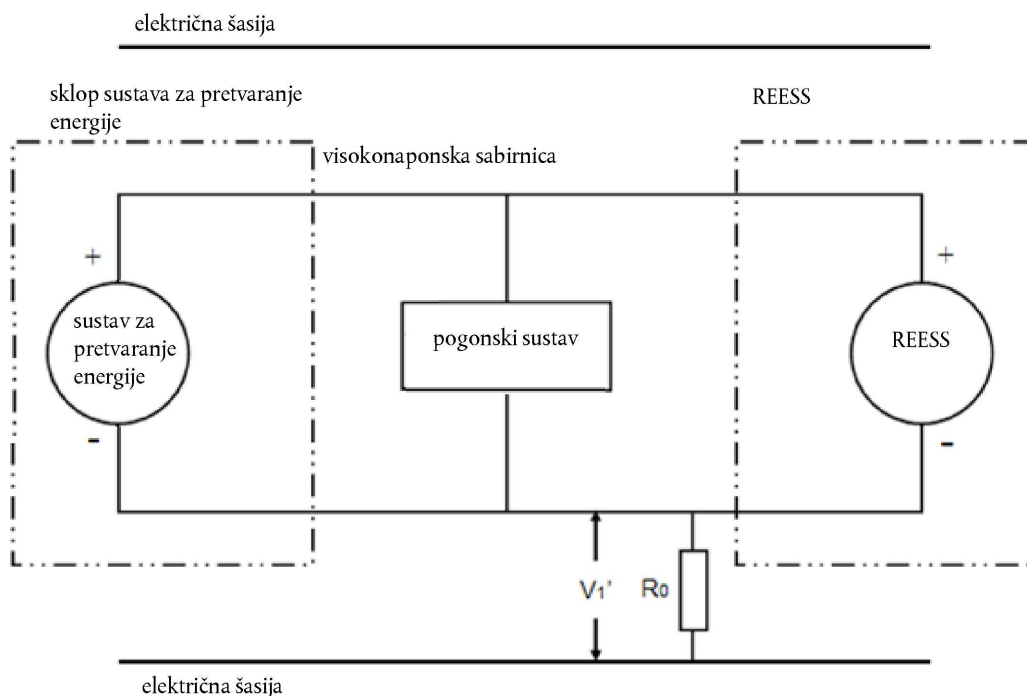 električna šasija
sklop sustava za pretvaranje
energije
REESS
visokonaponska sabirnica
+
+
sustav za
pretvaranje
energije
pogonski sustav
REESS
-
-
V1'
R0
električna šasija